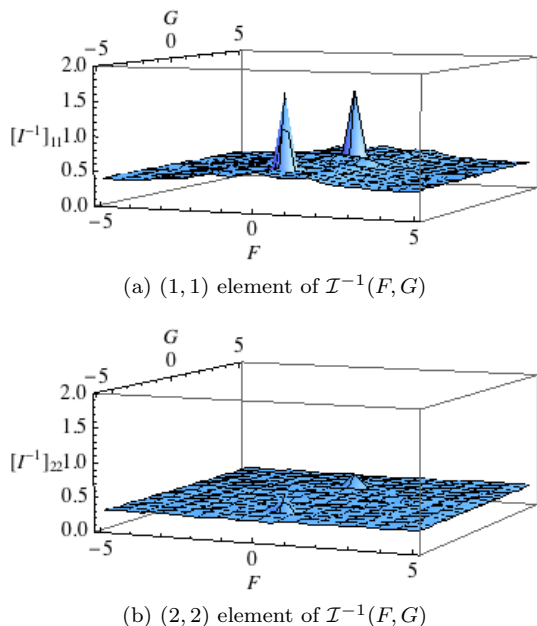 G
−5 0 5
2.0
1.5
[I⁻¹]₁₁1.0
0.5
0.0
−5 0 5
F
(a) (1, 1) element of 𝓘⁻¹(F, G)
G
−5 0 5
2.0
1.5
[I⁻¹]₂₂1.0
0.5
0.0
−5 0 5
F
(b) (2, 2) element of 𝓘⁻¹(F, G)